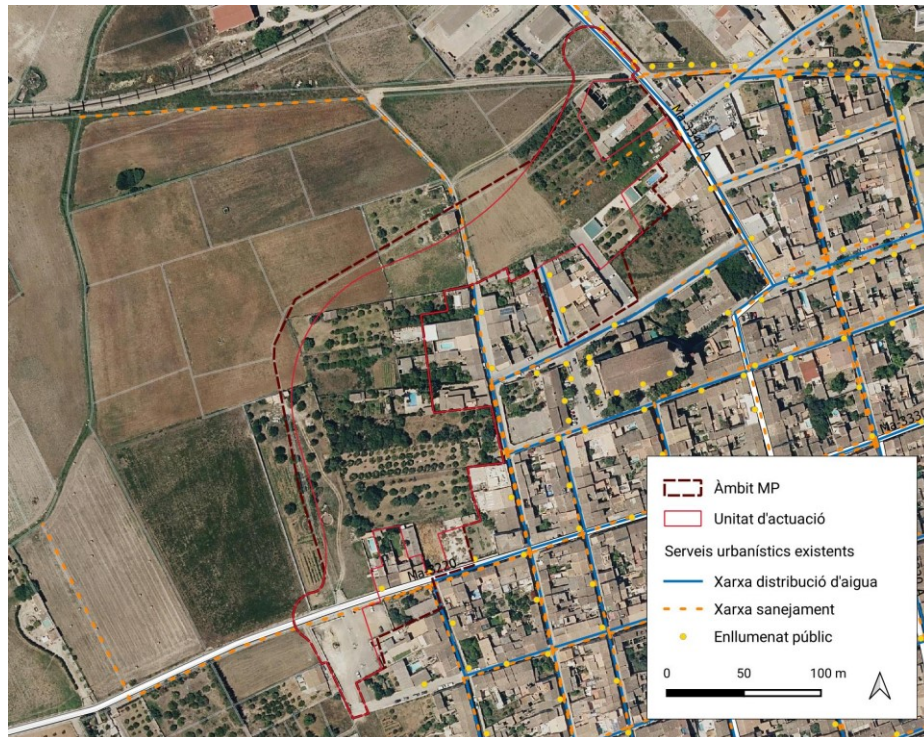 Àmbit MP
Unitat d'actuació
Serveis urbanístics existents
Xarxa distribució d'aigua
Xarxa sanejament
Enllumenat públic
0 50 100 m